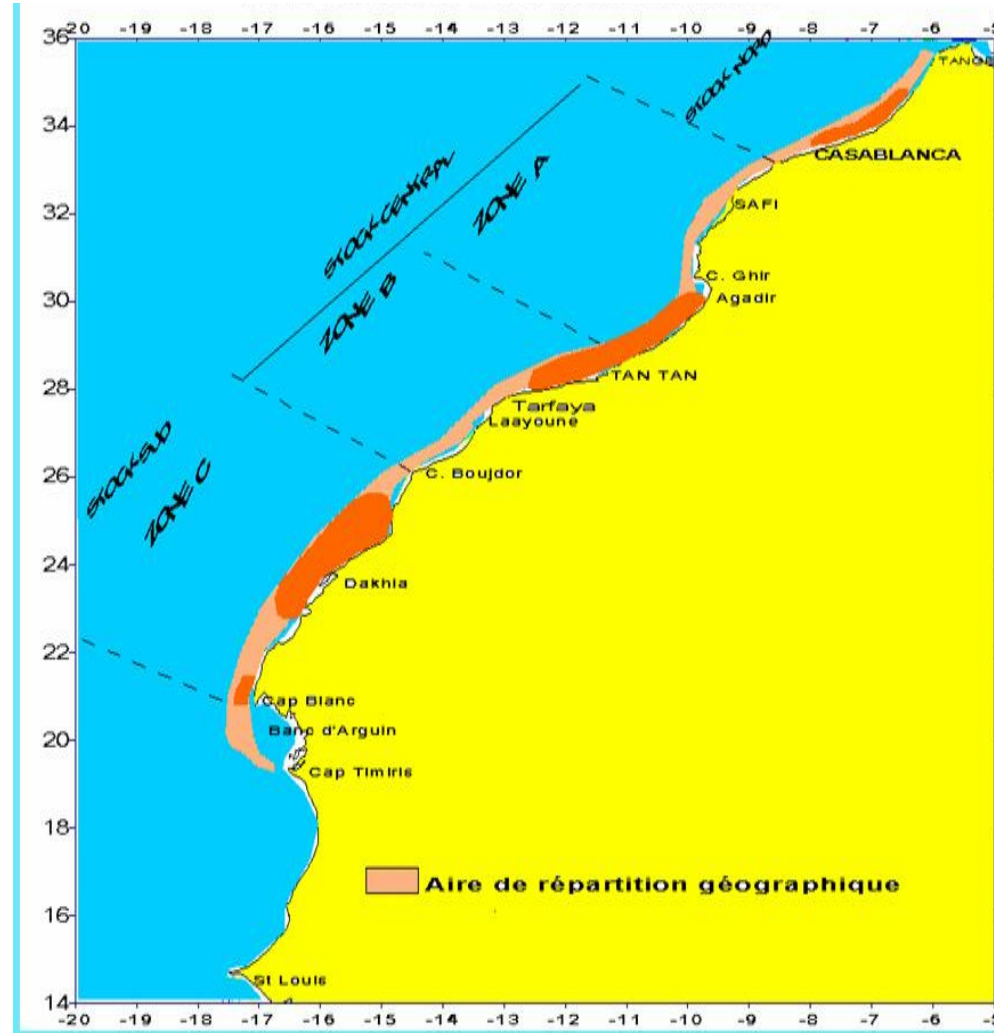 -20 -19 -18 -17 -16 -15 -14 -13 -12 -11 -10 -9 -8 -7 -6
36
34
32
30
28
26
24
22
20
18
16
14
STOCK NORD
STOCK CENTRAL
ZONE A
ZONE B
STOCK SUD
ZONE C
CASABLANCA
SAFI
C. Ghir
Agadir
TAN TAN
Tarfaya
Laayoune
C. Boujdor
Dakhla
Cap Blanc
Banc d'Arguin
Cap Timiris
Aire de répartition géographique
St Louis
-20 -19 -18 -17 -16 -15 -14 -13 -12 -11 -10 -9 -8 -7 -6